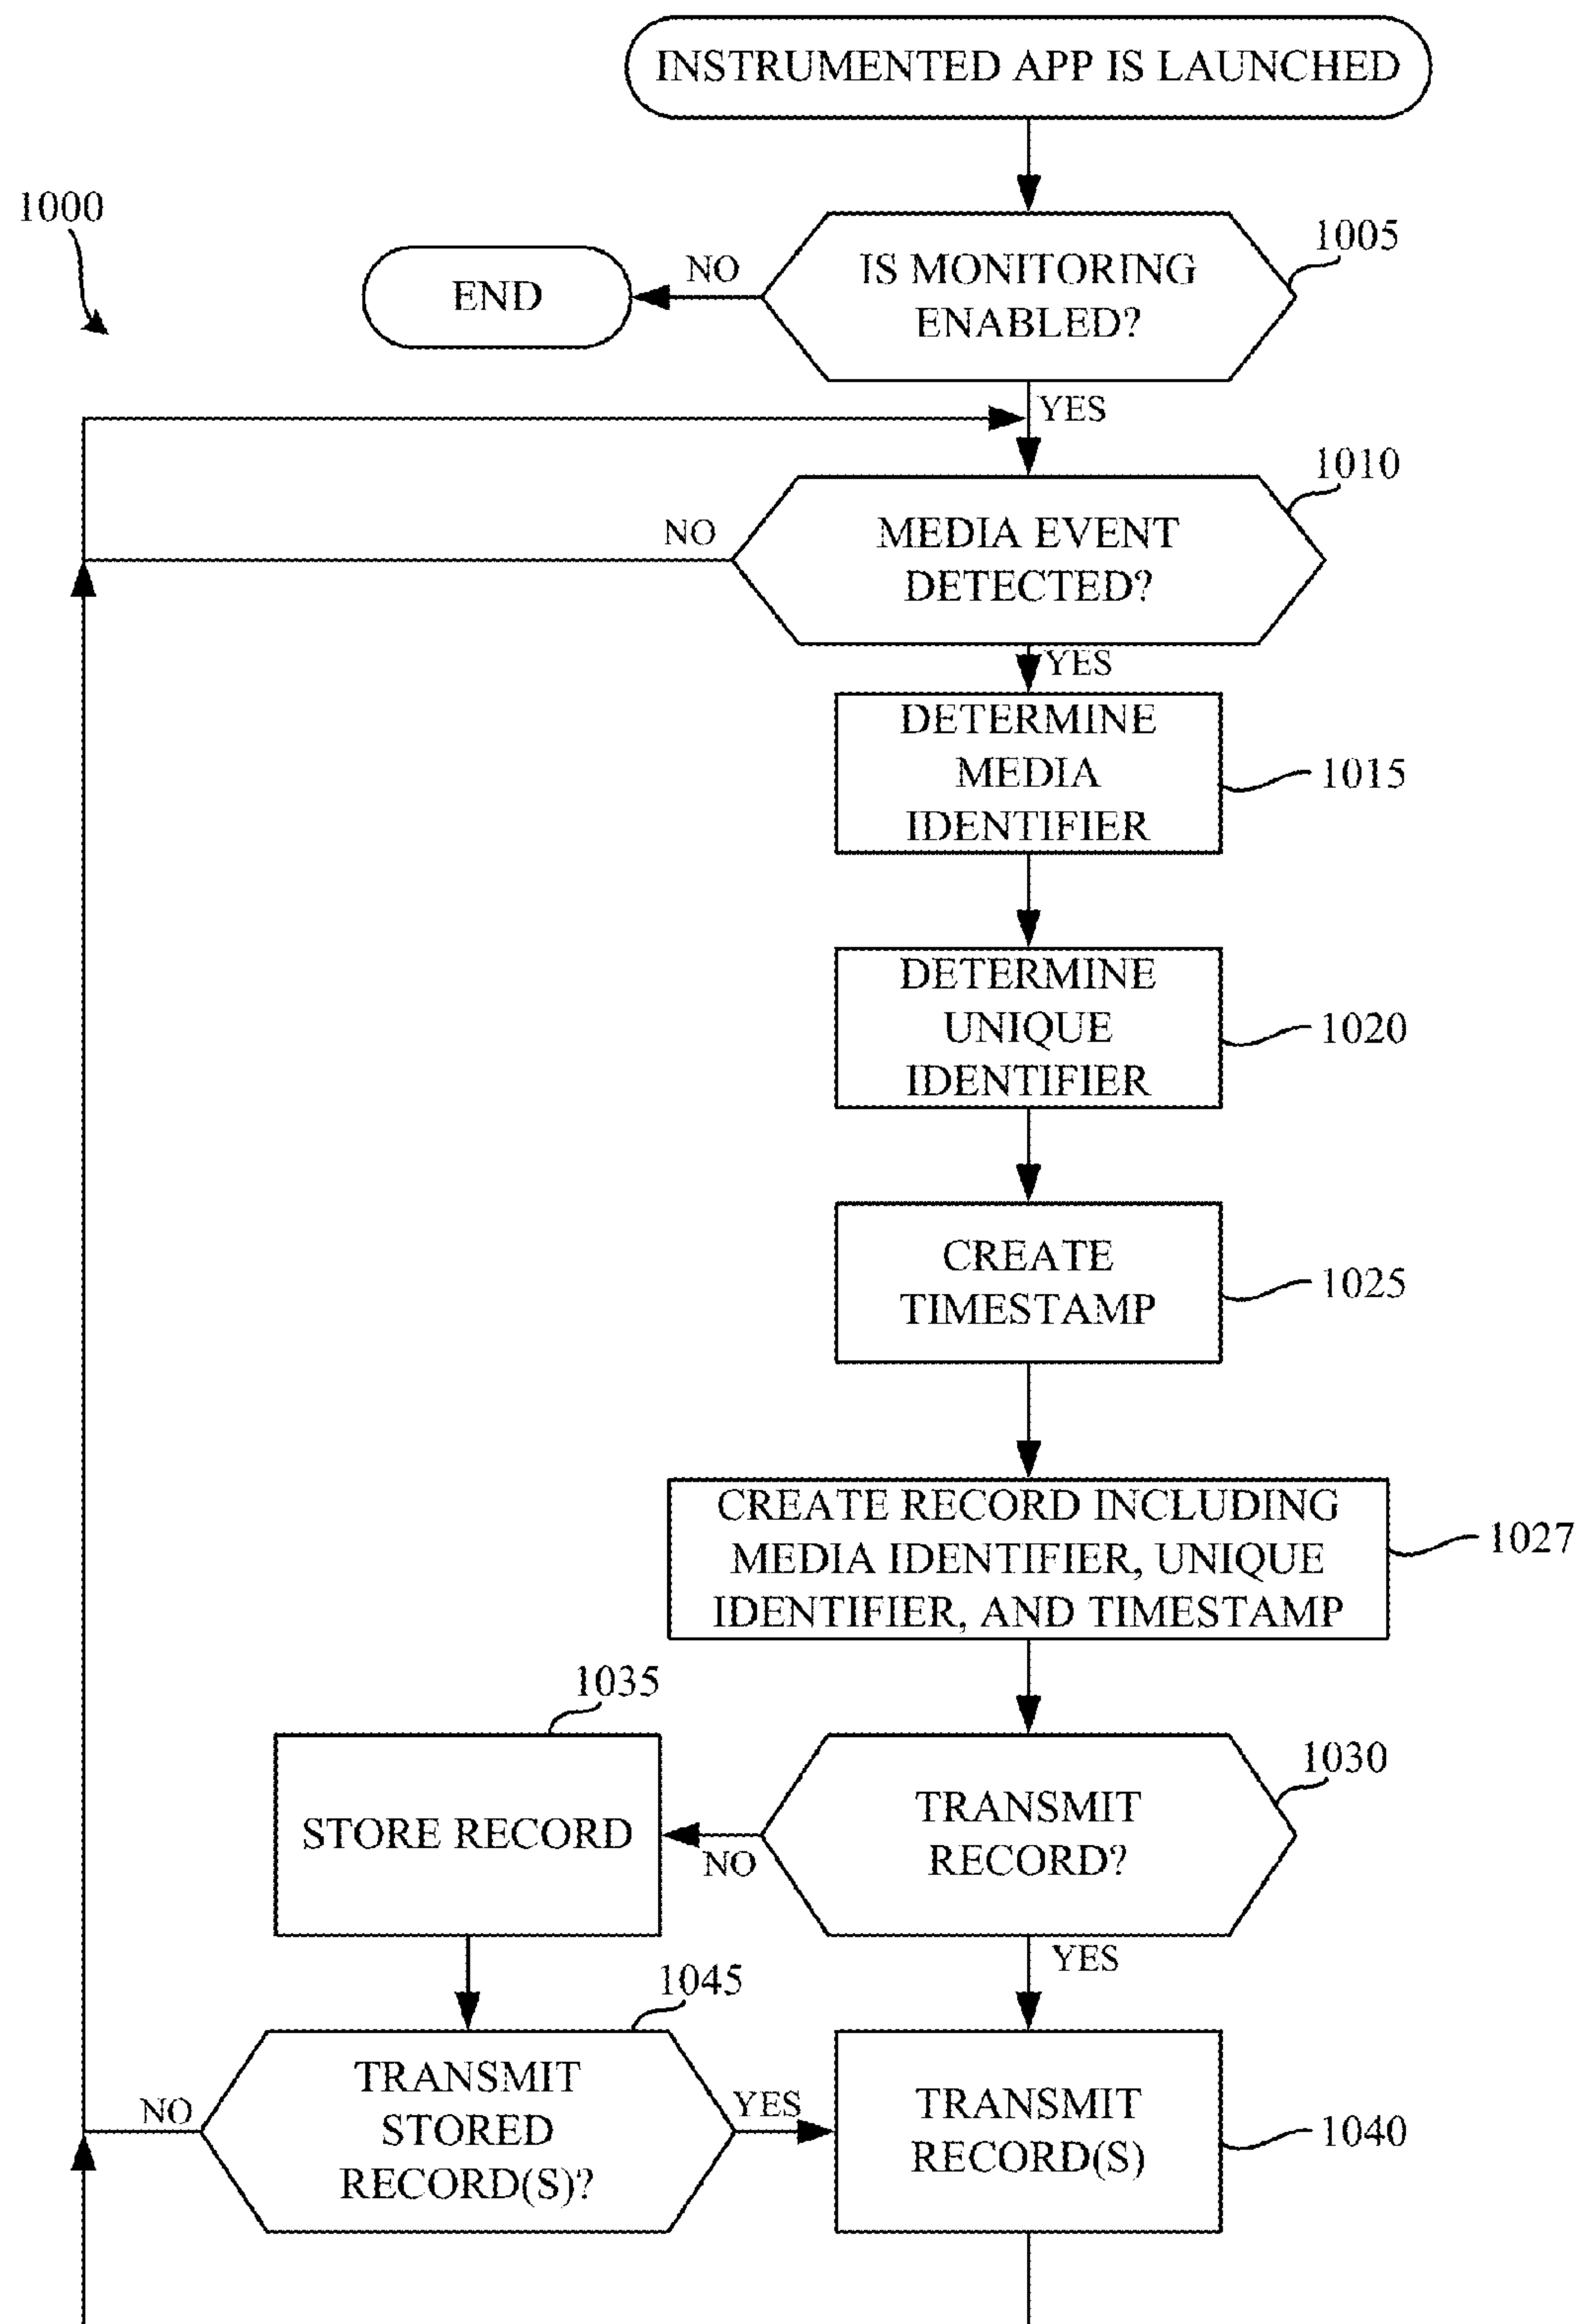 INSTRUMENTED APP IS LAUNCHED
1000
1005
IS MONITORING
ENABLED?
NO
END
YES
1010
MEDIA EVENT
DETECTED?
NO
YES
DETERMINE
MEDIA
IDENTIFIER
1015
DETERMINE
UNIQUE
IDENTIFIER
1020
CREATE
TIMESTAMP
1025
CREATE RECORD INCLUDING
MEDIA IDENTIFIER, UNIQUE
IDENTIFIER, AND TIMESTAMP
1027
1035
STORE RECORD
1030
TRANSMIT
RECORD?
NO
YES
1045
TRANSMIT
STORED
RECORD(S)?
NO
YES
TRANSMIT
RECORD(S)
1040